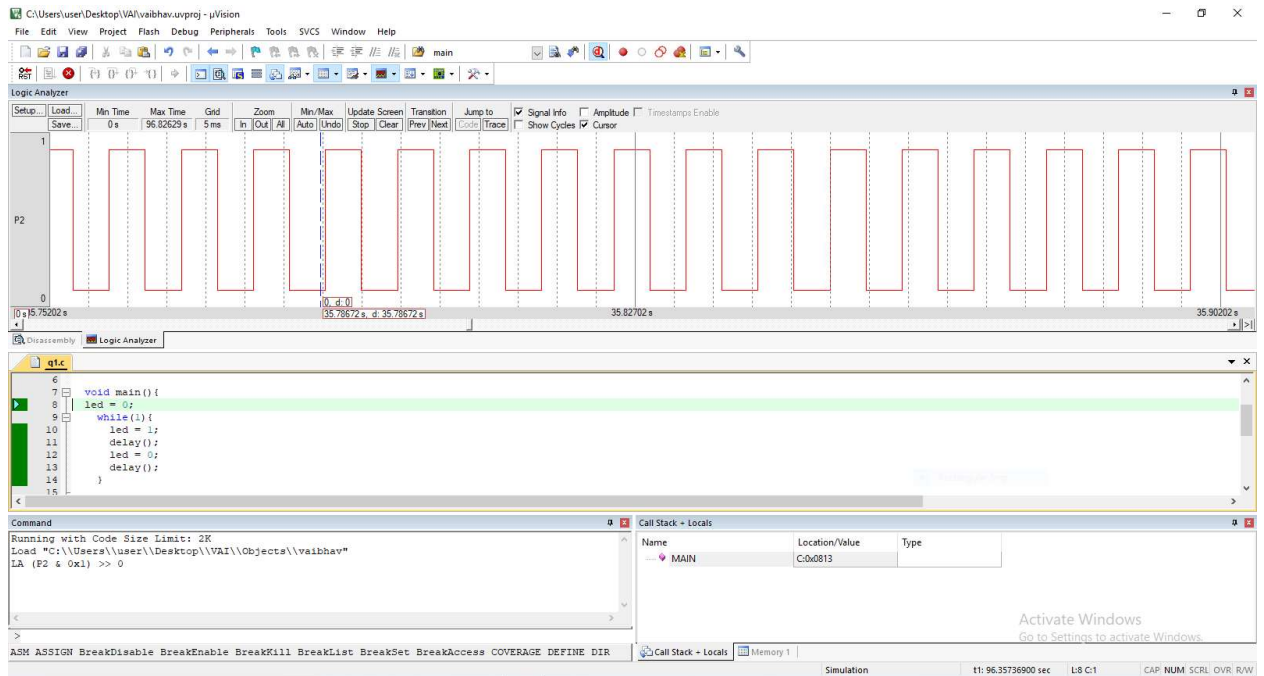 C:\Users\user\Desktop\VAI\vaibhav.uvproj - µVision
File Edit View Project Flash Debug Peripherals Tools SVCS Window Help
main
RST
Logic Analyzer
Setup... Load... Min Time Max Time Grid Zoom Min/Max Update Screen Transition Jump to Signal Info Amplitude Timestamps Enable
Save... 0 s 96.82629 s 5 ms In Out All Auto Undo Stop Clear Prev Next Code Trace Show Cycles Cursor
1
P2
0
0, d: 0
0 s 5.75202 s 35.78672 s, d: 35.78672 s 35.82702 s 35.90202 s
Disassembly Logic Analyzer
q1.c
6
7 void main(){
8 led = 0;
9 while(1){
10 led = 1;
11 delay();
12 led = 0;
13 delay();
14 }
15
Command
Running with Code Size Limit: 2K
Load "C:\\Users\\user\\Desktop\\VAI\\Objects\\vaibhav"
LA (P2 & 0x1) >> 0
>
ASM ASSIGN BreakDisable BreakEnable BreakKill BreakList BreakSet BreakAccess COVERAGE DEFINE DIR
Call Stack + Locals
Name Location/Value Type
MAIN C:0x0813
Activate Windows
Go to Settings to activate Windows.
Call Stack + Locals Memory 1
Simulation t1: 96.35736900 sec L:8 C:1 CAP NUM SCRL OVR R/W